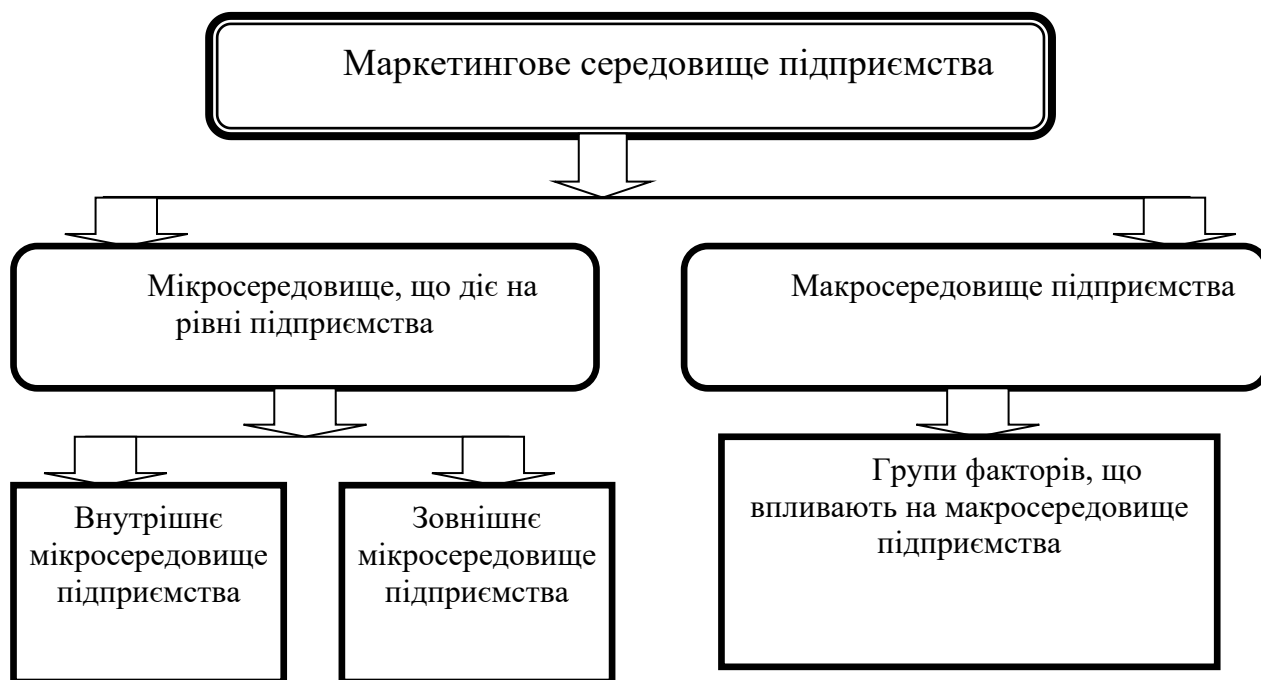 Маркетингове середовище підприємства
Мікросередовище, що діє на
рівні підприємства
Макросередовище підприємства
Внутрішнє
мікросередовище
підприємства
Зовнішнє
мікросередовище
підприємства
Групи факторів, що
впливають на макросередовище
підприємства